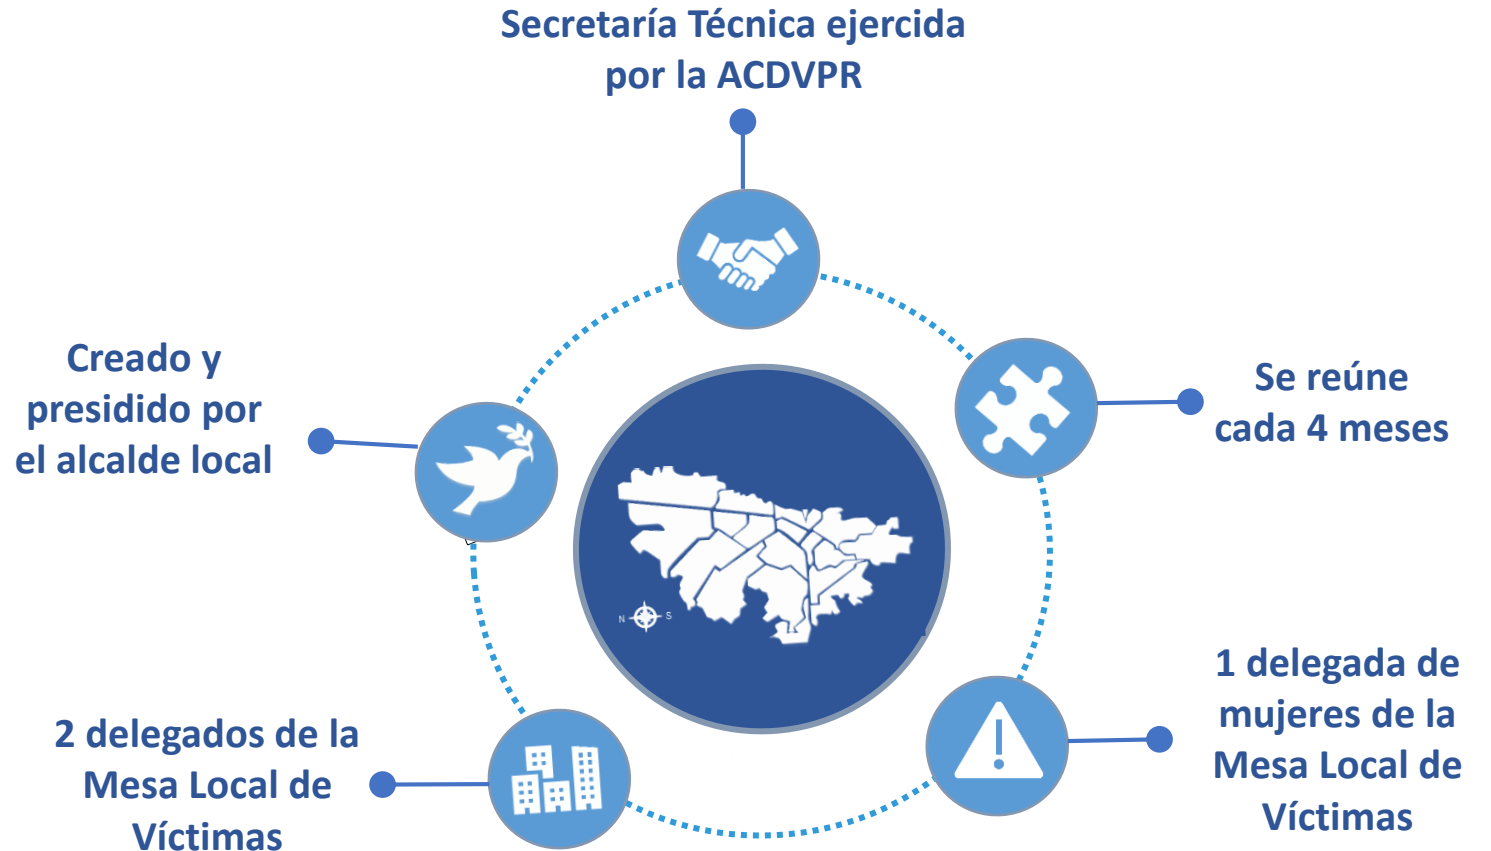 Secretaría Técnica ejercida
por la ACDVPR
Creado y
presidido por
el alcalde local
Se reúne
cada 4 meses
N S
2 delegados de la
Mesa Local de
Víctimas
1 delegada de
mujeres de la
Mesa Local de
Víctimas